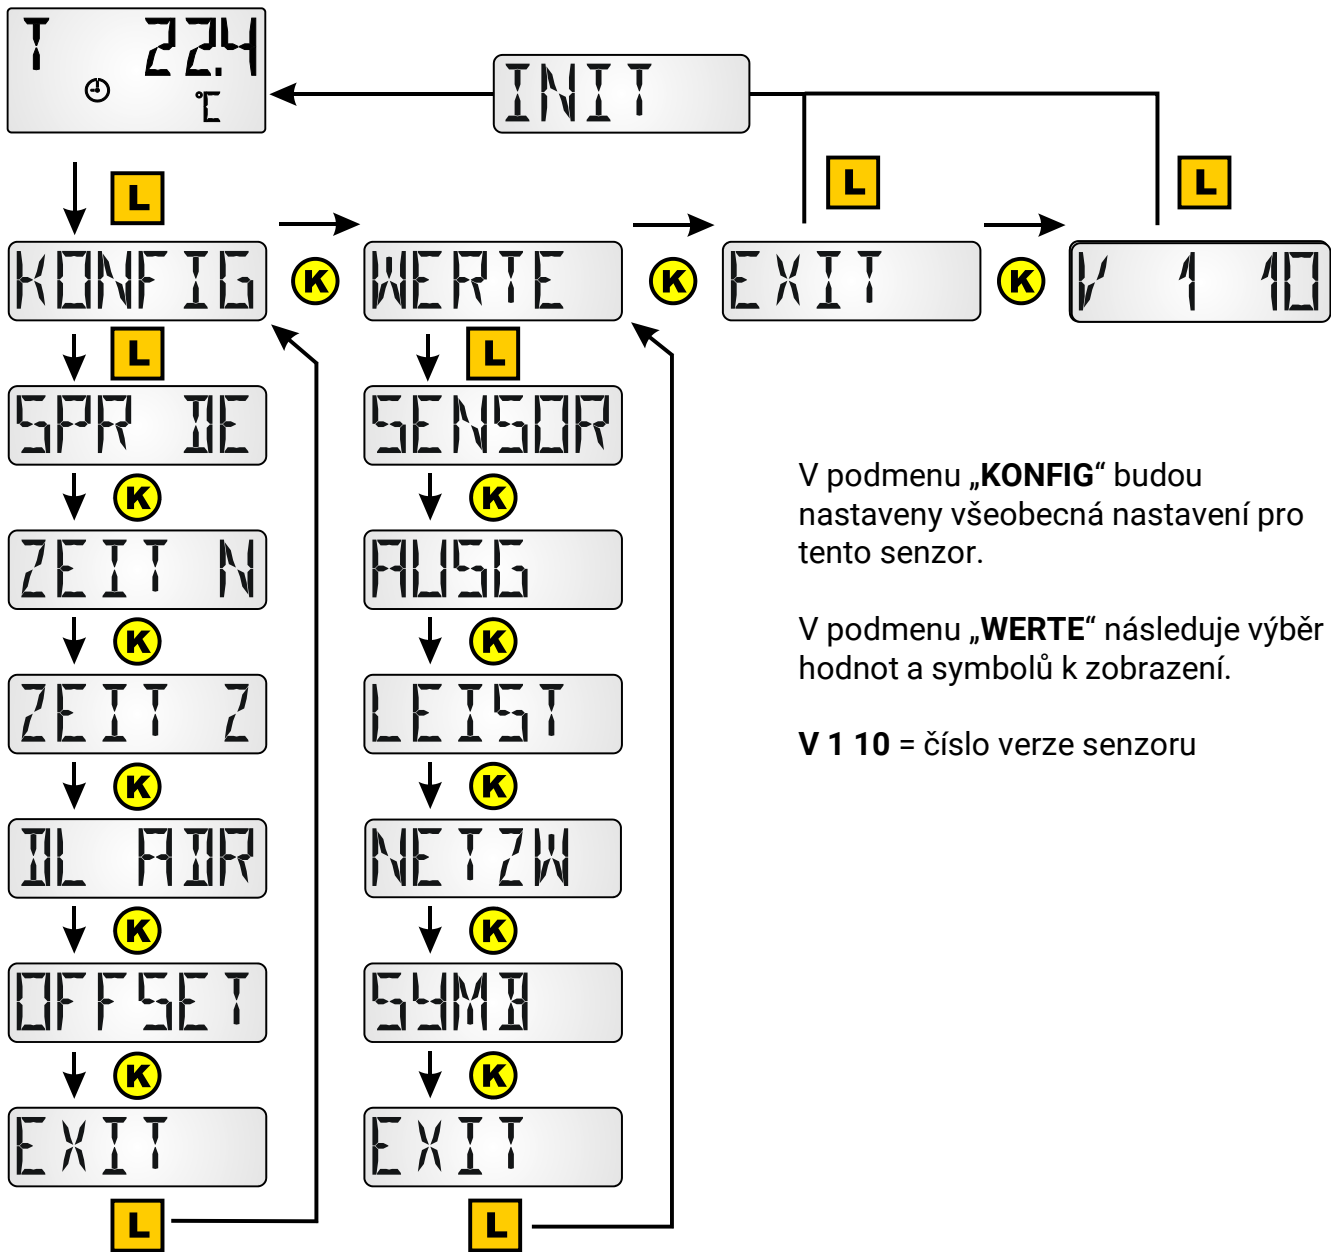 T 22.4
°C
INIT
L
L
L
KONFIG
K
WERTE
K
EXIT
K
V 1 10
L
L
SPR DE
SENSOR
K
K
ZEIT N
AUSG
K
K
ZEIT Z
LEIST
K
K
DL ADR
NETZW
K
K
OFFSET
SYMB
K
K
EXIT
EXIT
L
L
V podmenu „KONFIG“ budou
nastaveny všeobecná nastavení pro
tento senzor.
V podmenu „WERTE“ následuje výběr
hodnot a symbolů k zobrazení.
V 1 10 = číslo verze senzoru